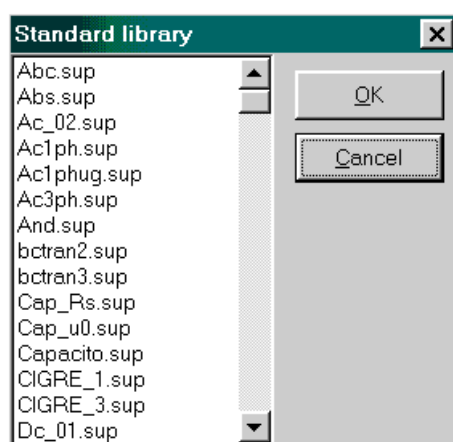 Standard library
Abc.sup
Abs.sup
Ac_02.sup
Ac1ph.sup
Ac1phug.sup
Ac3ph.sup
And.sup
bctran2.sup
bctran3.sup
Cap_Rs.sup
Cap_u0.sup
Capacito.sup
CIGRE_1.sup
CIGRE_3.sup
Dc_01.sup
OK
Cancel